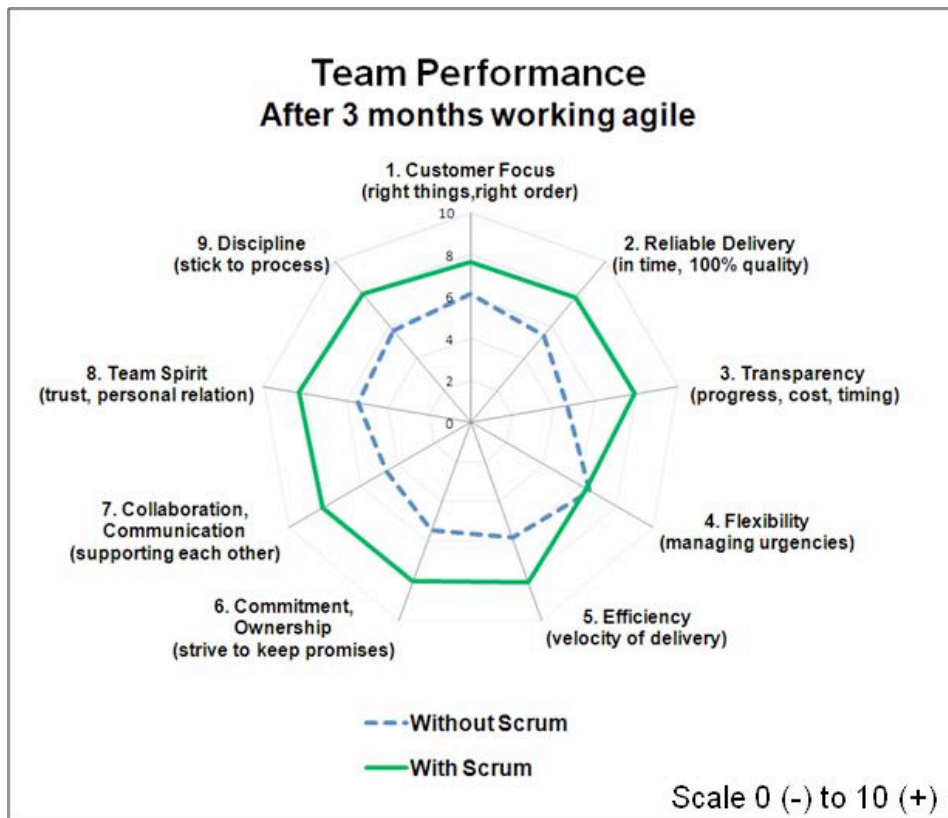 Team Performance
After 3 months working agile
1. Customer Focus
(right things,right order)
10
8
6
4
2
0
2. Reliable Delivery
(in time, 100% quality)
3. Transparency
(progress, cost, timing)
4. Flexibility
(managing urgencies)
5. Efficiency
(velocity of delivery)
6. Commitment,
Ownership
(strive to keep promises)
7. Collaboration,
Communication
(supporting each other)
8. Team Spirit
(trust, personal relation)
9. Discipline
(stick to process)
Without Scrum
With Scrum
Scale 0 (-) to 10 (+)